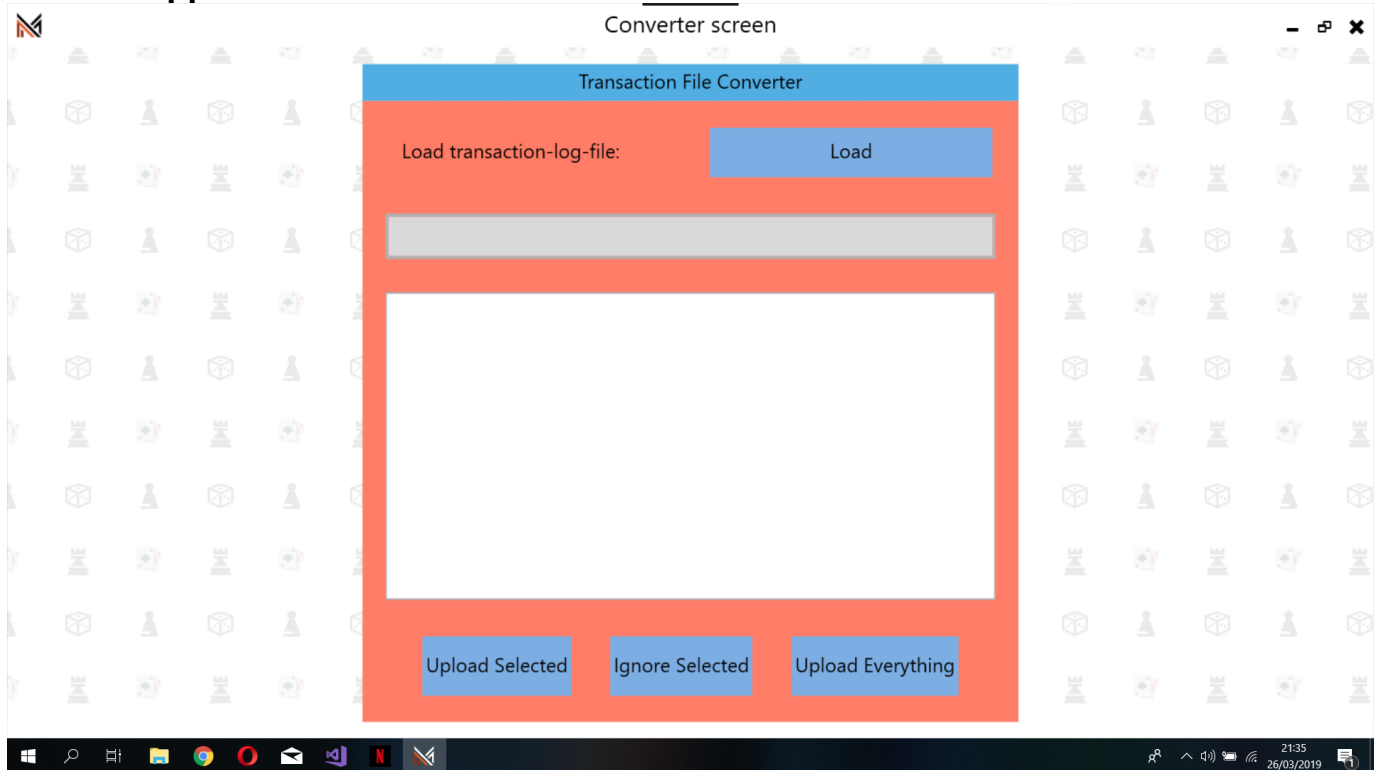 Converter screen
Transaction File Converter
Load transaction-log-file:
Load
Upload Selected
Ignore Selected
Upload Everything
21:35
26/03/2019
1